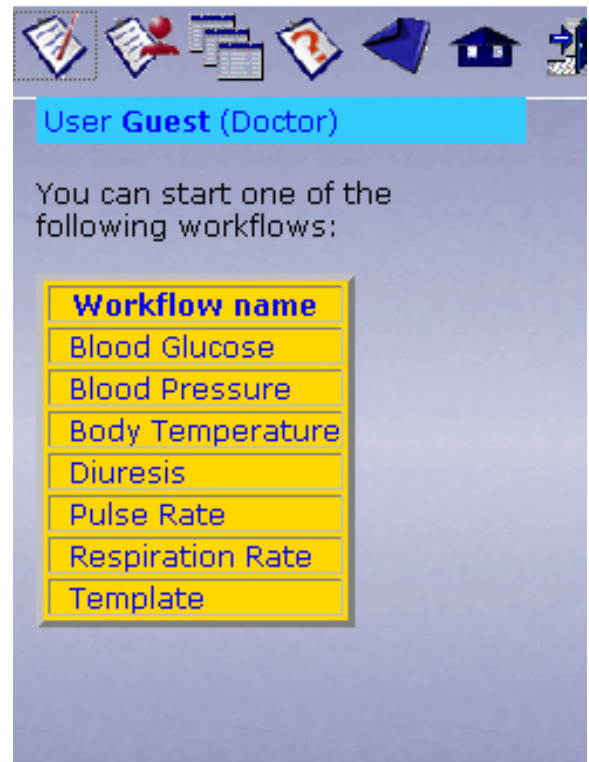 User Guest (Doctor)
You can start one of the
following workflows:
Workflow name
Blood Glucose
Blood Pressure
Body Temperature
Diuresis
Pulse Rate
Respiration Rate
Template